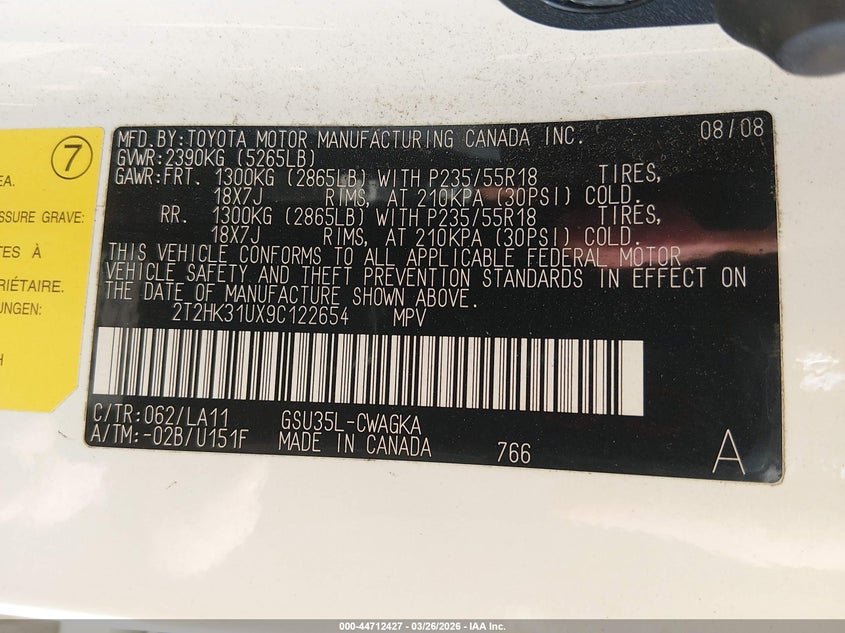 7
EA.
SSURE GRAVE:
TES À
RIÉTAIRE.
UNGEN:
H
MFD.BY:TOYOTA MOTOR MANUFACTURING CANADA INC. 08/08
GVWR:2390KG (5265LB)
GAWR:FRT. 1300KG (2865LB) WITH P235/55R18 TIRES,
18X7J RIMS, AT 210KPA (30PSI) COLD.
RR. 1300KG (2865LB) WITH P235/55R18 TIRES,
18X7J RIMS, AT 210KPA (30PSI) COLD.
THIS VEHICLE CONFORMS TO ALL APPLICABLE FEDERAL MOTOR
VEHICLE SAFETY AND THEFT PREVENTION STANDARDS IN EFFECT ON
THE DATE OF MANUFACTURE SHOWN ABOVE.
2T2HK31UX9C122654 MPV
C/TR:062/LA11 GSU35L-CWAGKA
A/TM:-02B/U151F MADE IN CANADA 766 A
000-44712427 - 03/26/2026 - IAA Inc.